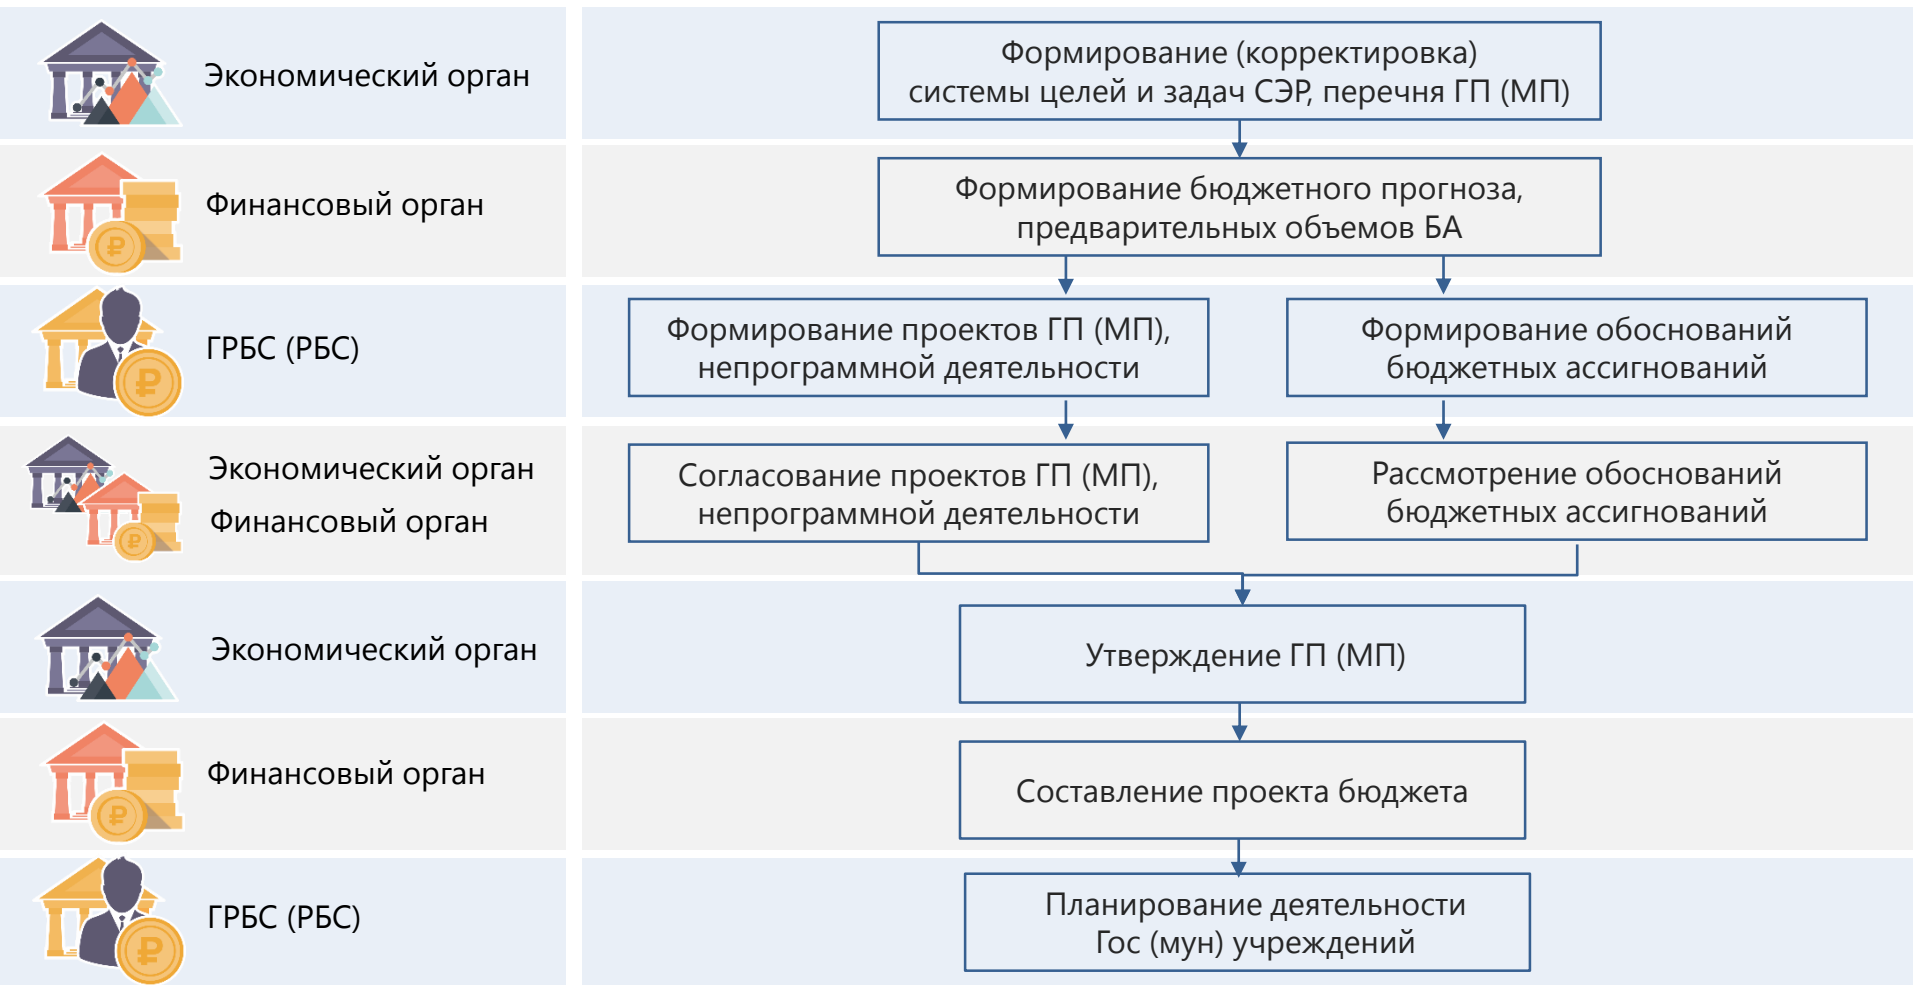 Экономический орган
Формирование (корректировка)
системы целей и задач СЭР, перечня ГП (МП)
Финансовый орган
Формирование бюджетного прогноза,
предварительных объемов БА
ГРБС (РБС)
Формирование проектов ГП (МП),
непрограммной деятельности
Формирование обоснований
бюджетных ассигнований
Экономический орган
Финансовый орган
Согласование проектов ГП (МП),
непрограммной деятельности
Рассмотрение обоснований
бюджетных ассигнований
Экономический орган
Утверждение ГП (МП)
Финансовый орган
Составление проекта бюджета
ГРБС (РБС)
Планирование деятельности
Гос (мун) учреждений